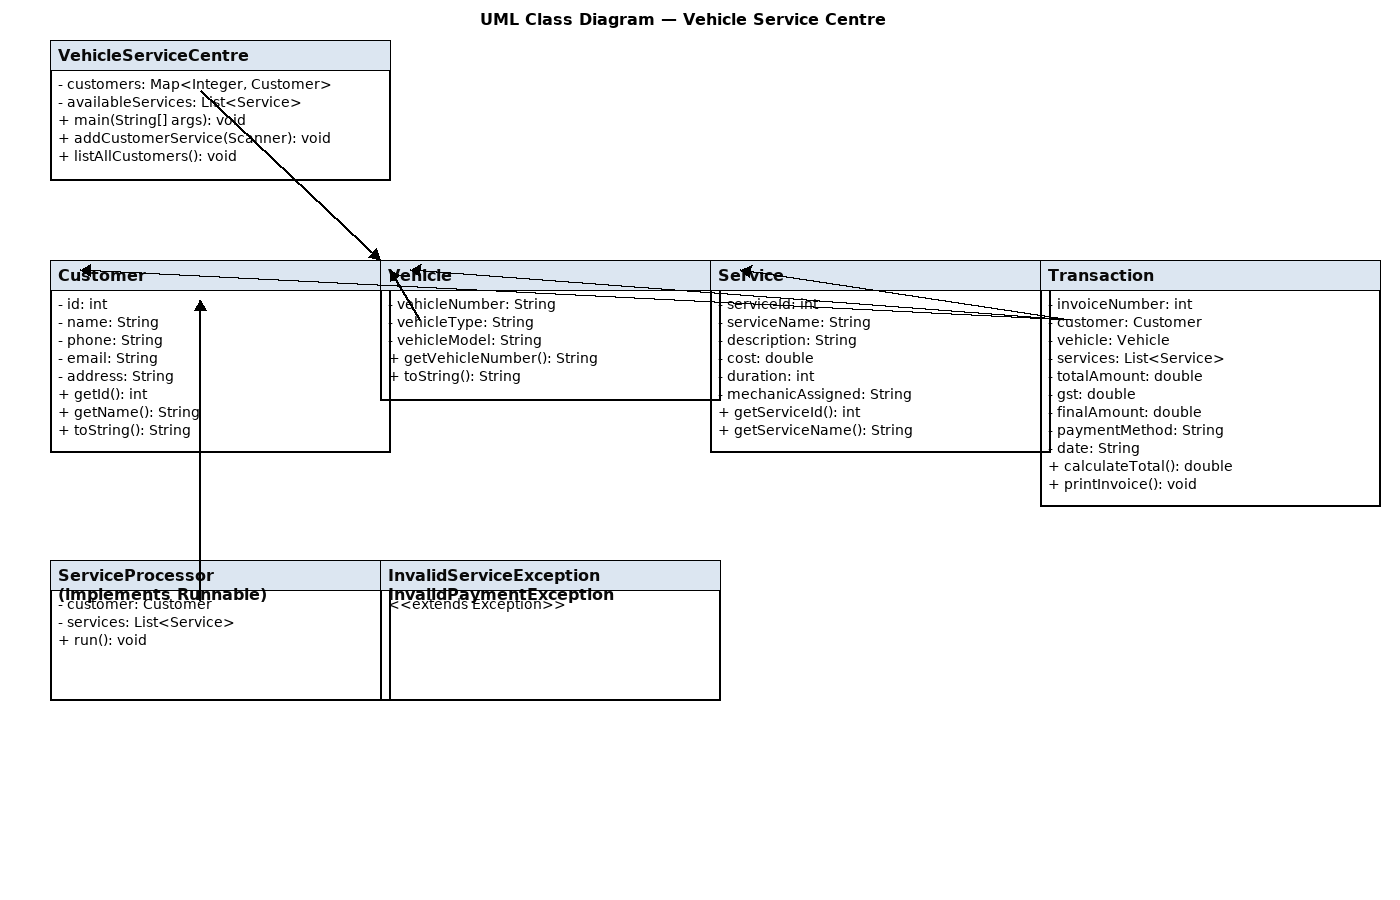 UML Class Diagram — Vehicle Service Centre
VehicleServiceCentre
- customers: Map<Integer, Customer>
- availableServices: List<Service>
+ main(String[] args): void
+ addCustomerService(Scanner): void
+ listAllCustomers(): void
Customer
- id: int
- name: String
- phone: String
- email: String
- address: String
+ getId(): int
+ getName(): String
+ toString(): String
Vehicle
- vehicleNumber: String
- vehicleType: String
- vehicleModel: String
+ getVehicleNumber(): String
+ toString(): String
Service
- serviceId: int
- serviceName: String
- description: String
- cost: double
- duration: int
- mechanicAssigned: String
+ getServiceId(): int
+ getServiceName(): String
Transaction
- invoiceNumber: int
- customer: Customer
- vehicle: Vehicle
- services: List<Service>
- totalAmount: double
- gst: double
- finalAmount: double
- paymentMethod: String
- date: String
+ calculateTotal(): double
+ printInvoice(): void
ServiceProcessor
(implements Runnable)
- customer: Customer
- services: List<Service>
+ run(): void
InvalidServiceException
InvalidPaymentException
<<extends Exception>>